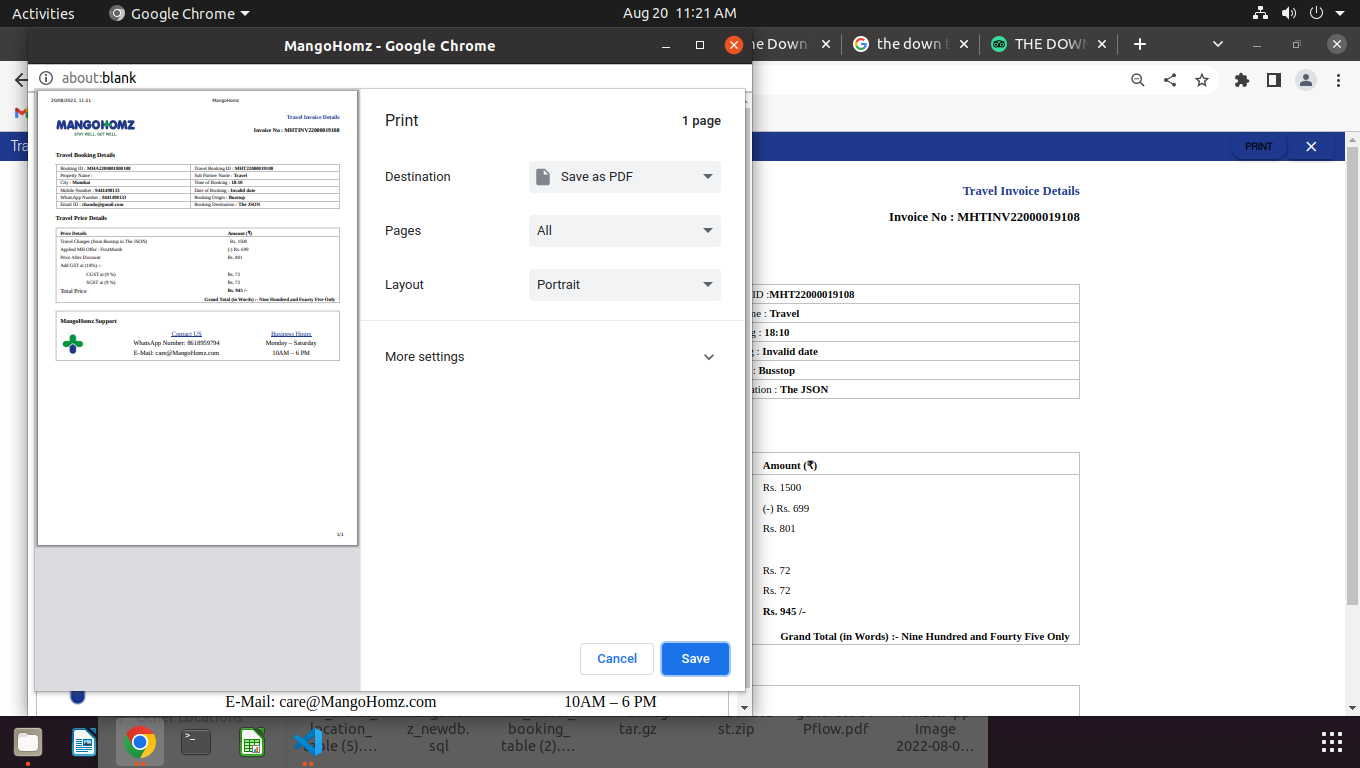 Activities
Google Chrome
Aug 20 11:21 AM
MangoHomz - Google Chrome
he Down
the down t
THE DOW
about:blank
20/08/2022, 11:21
MangoHomz
MANGOHOMZ
STAY WELL. GET WELL
Travel Invoice Details
Invoice No : MHTINV22000019108
Travel Booking Details
Booking ID :
Travel Booking ID : MHT22000019108
Property Name :
Sub Partner Name : Travel
City : Mumbai
Time of Booking : 18:10
Mobile Number : 9441498133
Date of Booking : Invalid date
WhatsApp Number : 9441498133
Booking Origin : Busstop
Email ID : chandu@gmail.com
Booking Destination : The JSON
Travel Price Details
Price Details
Amount (₹)
Travel Charges (from Busstop to The JSON)
Rs. 1500
Applied MH Offer : FirstMonth
(-) Rs. 699
Price After Discount
Rs. 801
Add GST at (18%) :-
CGST at (9 %)
Rs. 72
SGST at (9 %)
Rs. 72
Total Price
Rs. 945 /-
Grand Total (in Words) :- Nine Hundred and Fourty Five Only
MangoHomz Support
Contact US
Business Hours
WhatsApp Number: 8618959794
Monday – Saturday
E-Mail: care@MangoHomz.com
10AM – 6 PM
1/1
Print
1 page
Destination
Save as PDF
Pages
All
Layout
Portrait
More settings
Cancel
Save
Tra
PRINT
Travel Invoice Details
Invoice No : MHTINV22000019108
ID :MHT22000019108
ne : Travel
g : 18:10
g : Invalid date
: Busstop
ation : The JSON
Amount (₹)
Rs. 1500
(-) Rs. 699
Rs. 801
Rs. 72
Rs. 72
Rs. 945 /-
Grand Total (in Words) :- Nine Hundred and Fourty Five Only
E-Mail: care@MangoHomz.com
10AM – 6 PM
Other Locations
location_
table (5)....
z_newdb.
sql
booking_
table (2)....
tar.gz
st.zip
Pflow.pdf
Image
2022-08-0...